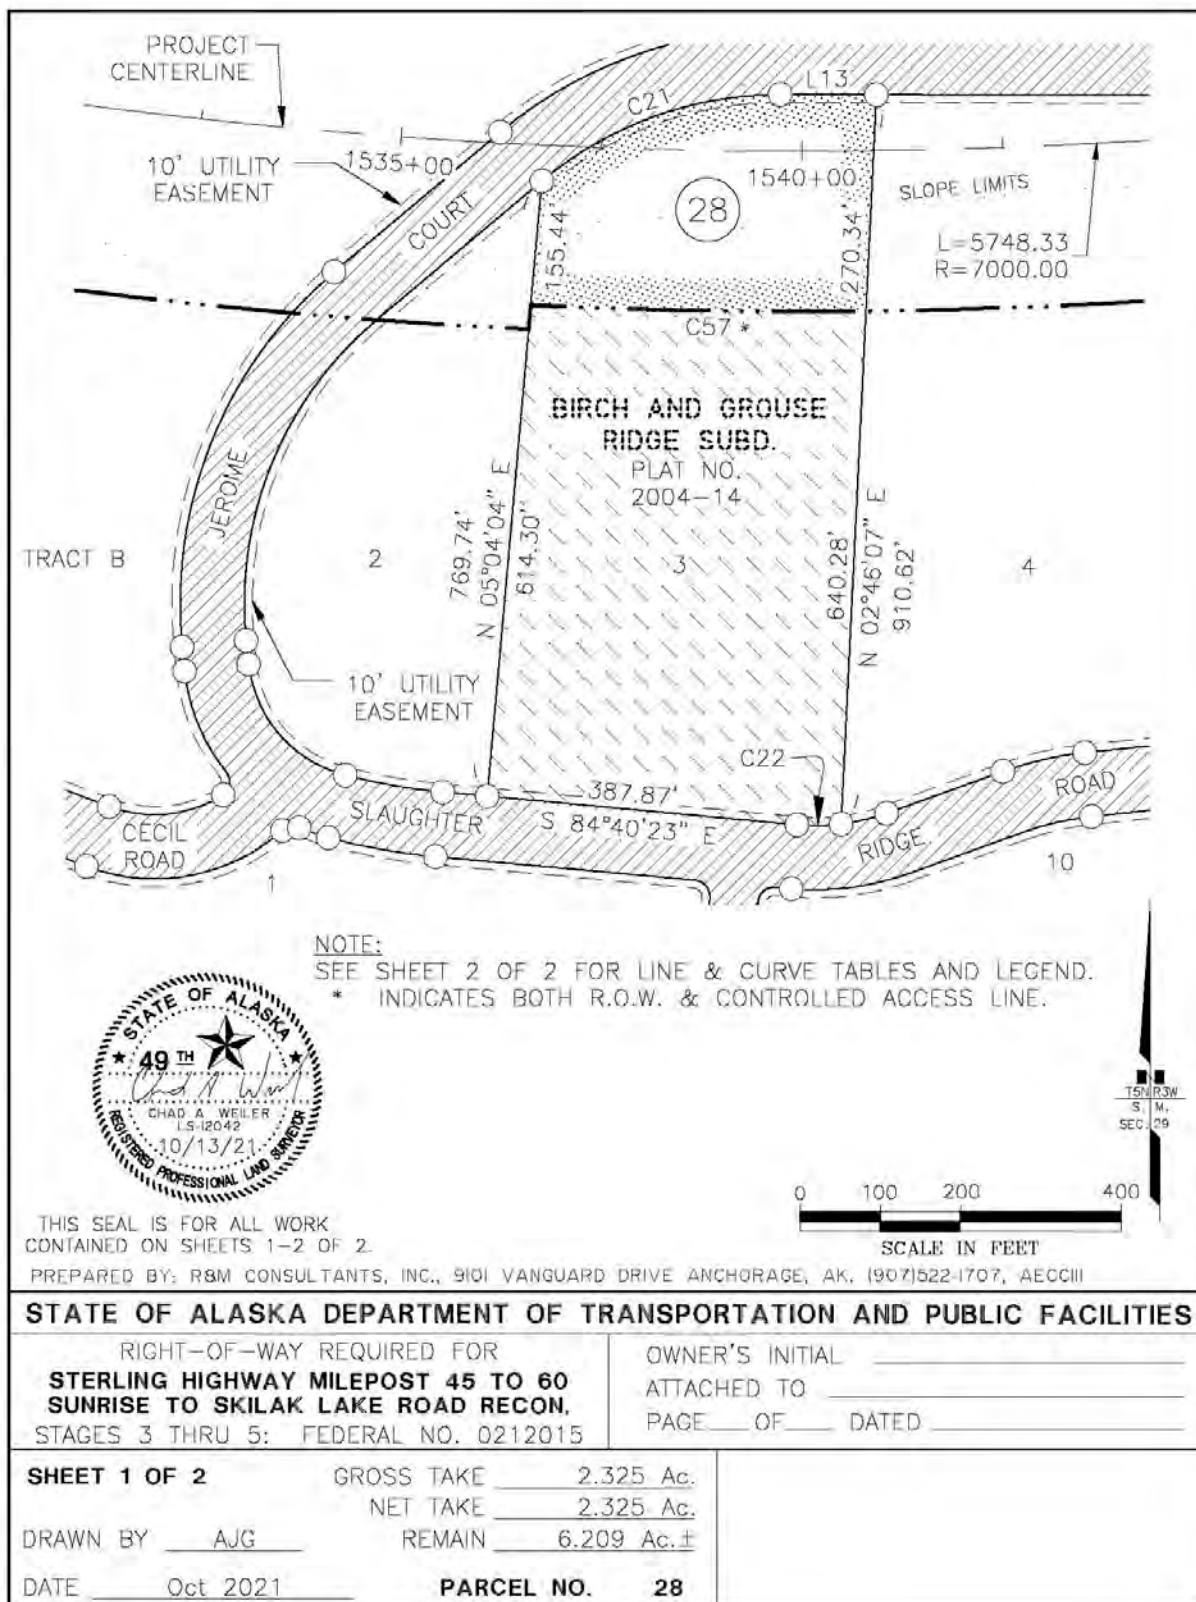 PROJECT
CENTERLINE
L13
C21
10' UTILITY
EASEMENT
1535+00
1540+00
SLOPE LIMITS
28
COURT
155.44'
270.34'
L=5748.33
R=7000.00
C57 *
BIRCH AND GROUSE
RIDGE SUBD.
PLAT NO.
2004-14
JEROME
TRACT B
2
769.74'
N 05°04'04" E
614.30'
3
640.28'
N 02°46'07" E
910.62'
4
10' UTILITY
EASEMENT
C22
387.87'
S 84°40'23" E
SLAUGHTER
RIDGE
ROAD
CECIL
ROAD
1
10
NOTE:
SEE SHEET 2 OF 2 FOR LINE & CURVE TABLES AND LEGEND.
* INDICATES BOTH R.O.W. & CONTROLLED ACCESS LINE.
STATE OF ALASKA
49 TH
CHAD A. WEILER
LS-12042
10/13/21
REGISTERED PROFESSIONAL LAND SURVEYOR
T5N R3W
S. M.
SEC. 29
0 100 200 400
SCALE IN FEET
THIS SEAL IS FOR ALL WORK
CONTAINED ON SHEETS 1-2 OF 2.
PREPARED BY: R&M CONSULTANTS, INC., 9101 VANGUARD DRIVE ANCHORAGE, AK. (907)522-1707, AECC111
STATE OF ALASKA DEPARTMENT OF TRANSPORTATION AND PUBLIC FACILITIES
RIGHT-OF-WAY REQUIRED FOR
STERLING HIGHWAY MILEPOST 45 TO 60
SUNRISE TO SKILAK LAKE ROAD RECON.
STAGES 3 THRU 5: FEDERAL NO. 0212015
OWNER'S INITIAL
ATTACHED TO
PAGE OF DATED
SHEET 1 OF 2
GROSS TAKE 2.325 Ac.
NET TAKE 2.325 Ac.
DRAWN BY AJG
REMAIN 6.209 Ac.±
DATE Oct 2021
PARCEL NO. 28